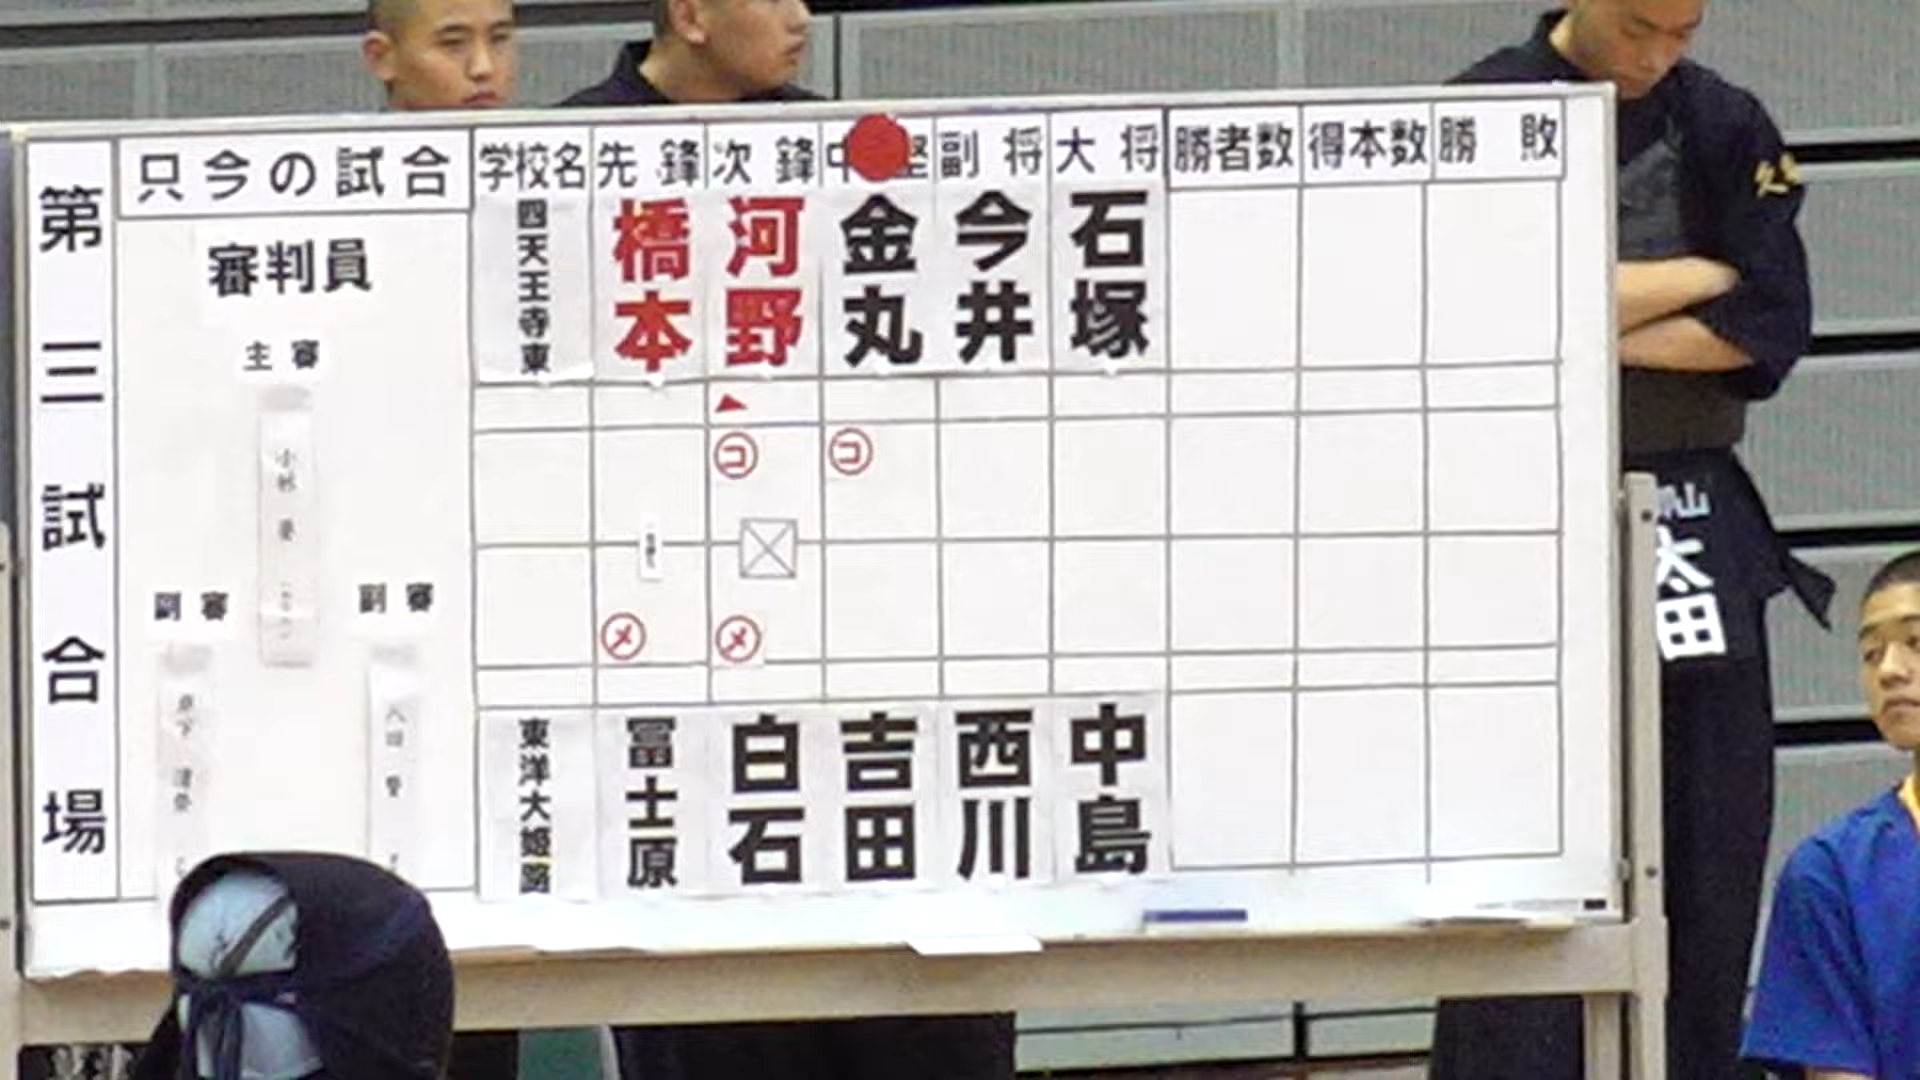 第三試合場
只今の試合
審判員
主審
副審
副審
学校名 先鋒 次鋒 中堅 副将 大将 勝者数 得本数 勝敗
四天王寺東 橋本 河野 金丸 今井 石塚
コ コ
メ メ
東洋大姫路 冨士原 白石 吉田 西川 中島
太田